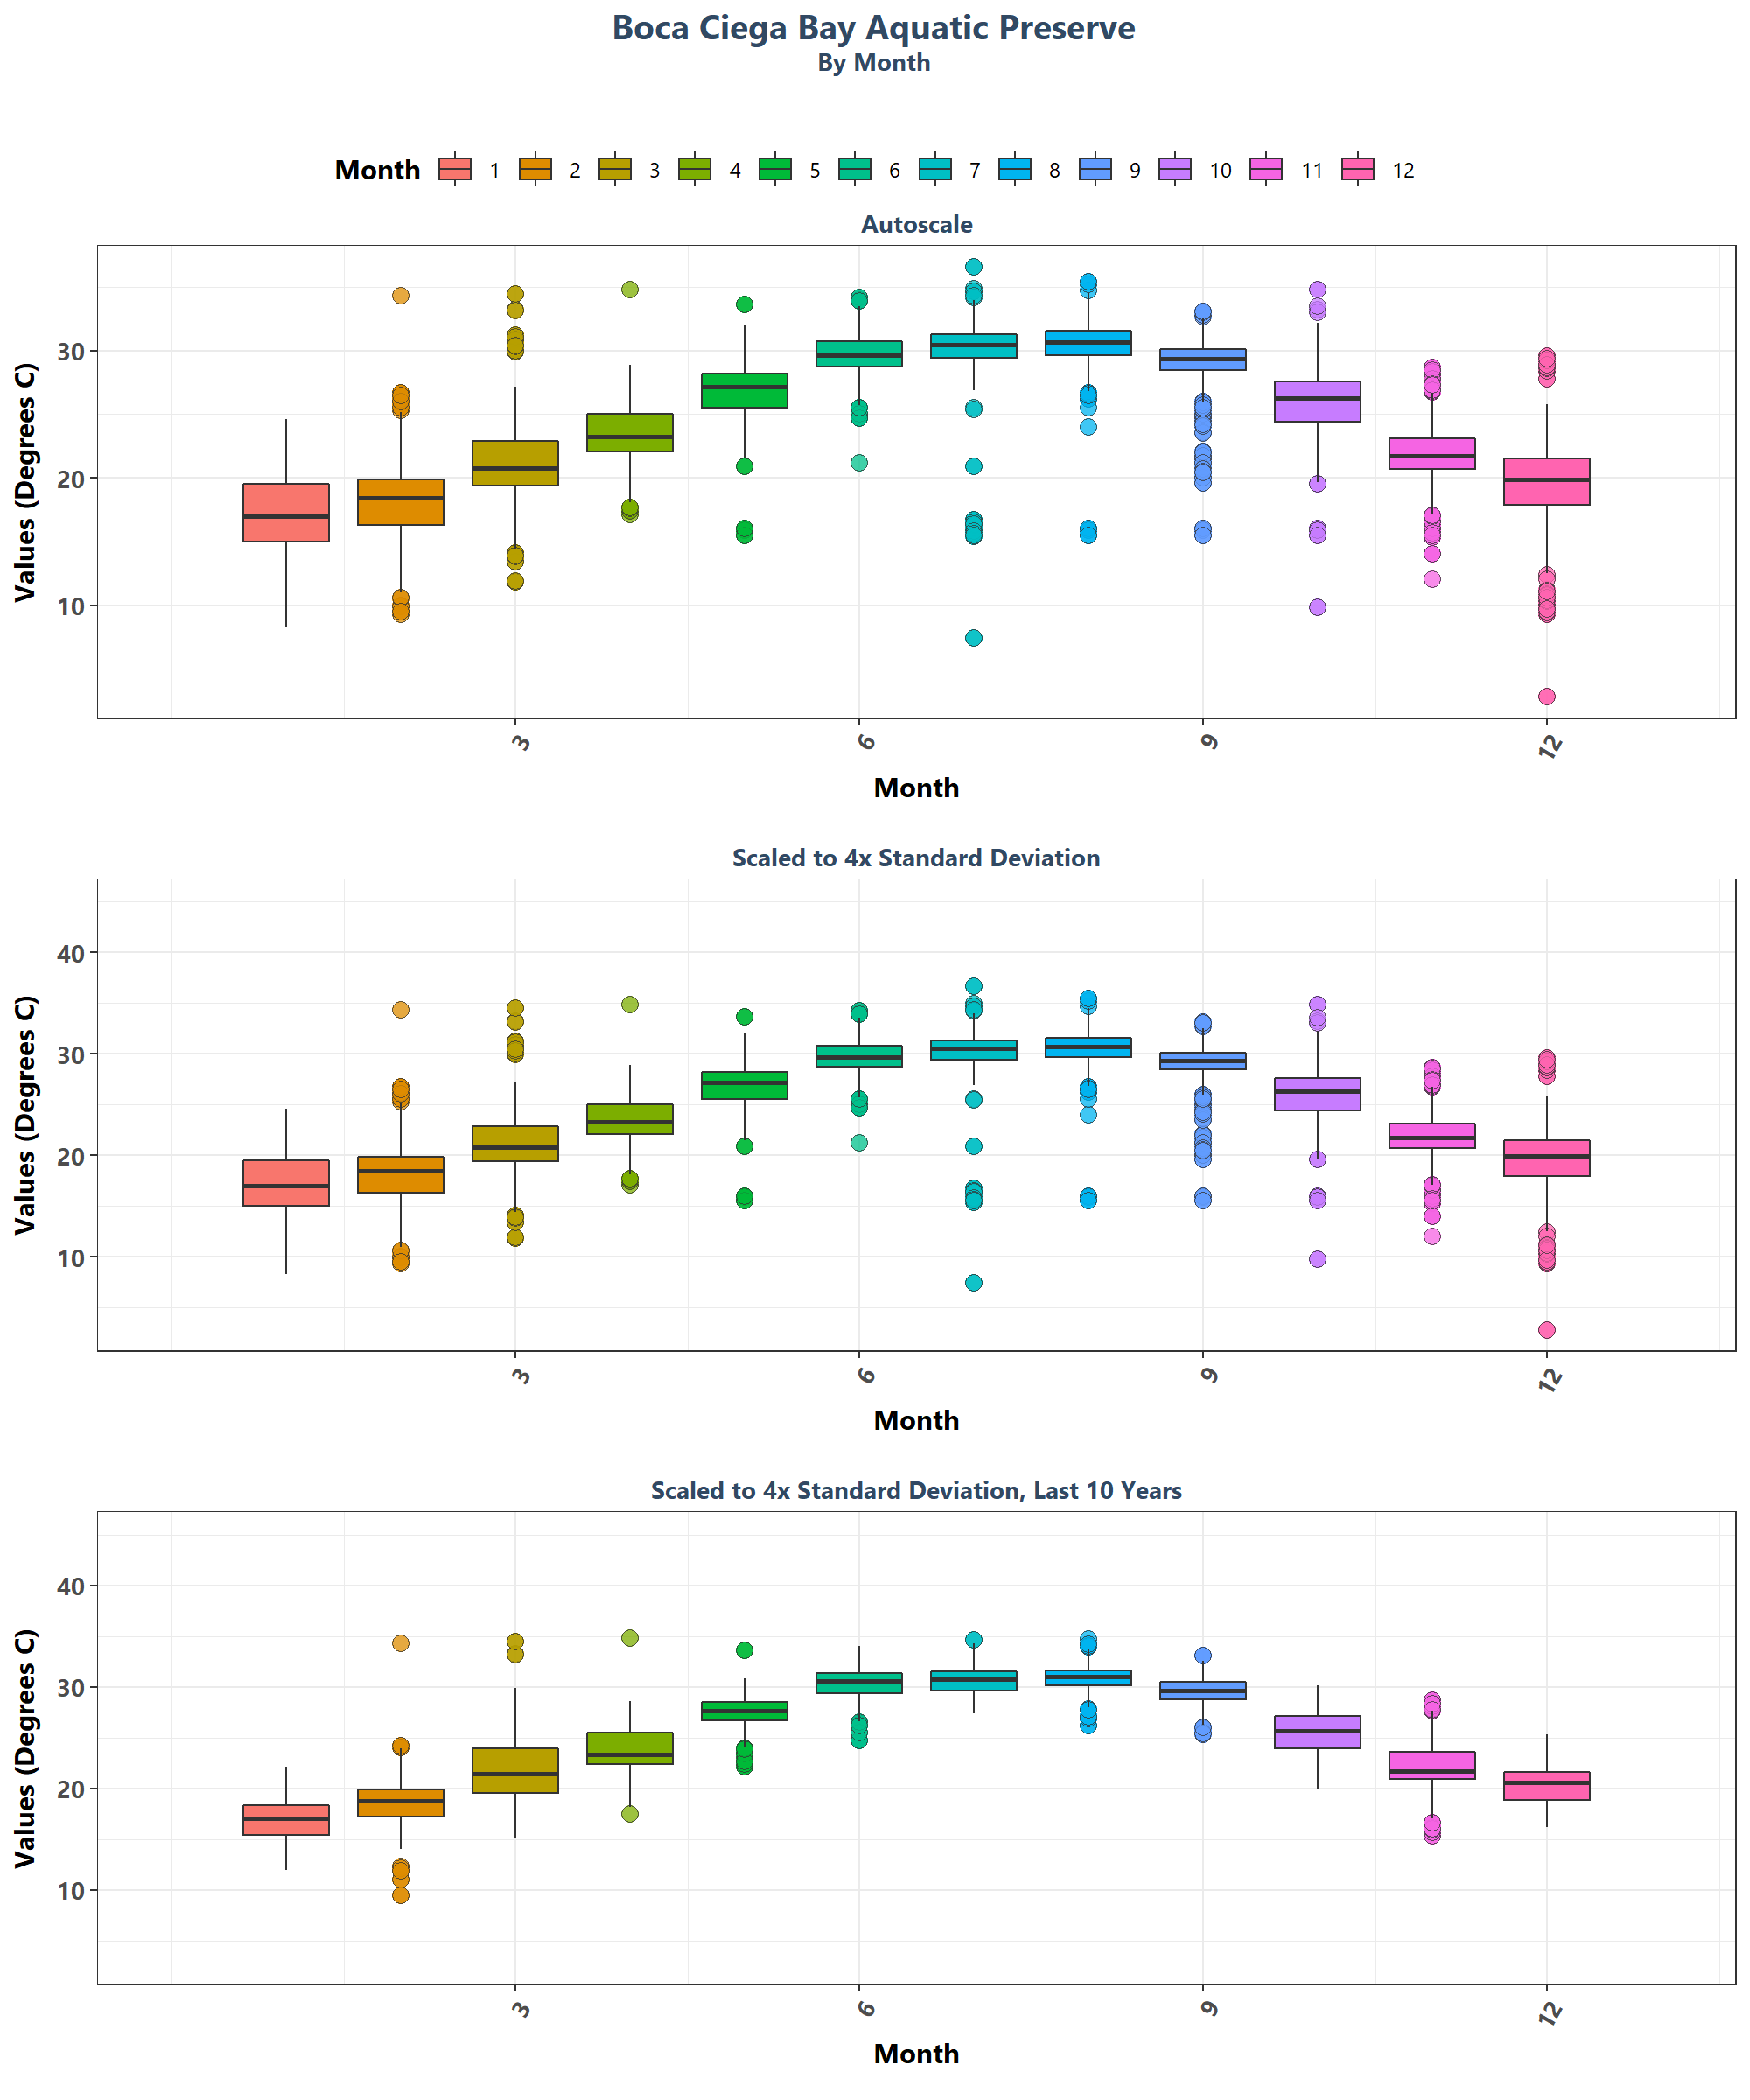 Boca Ciega Bay Aquatic Preserve
By Month
Month 1 2 3 4 5 6 7 8 9 10 11 12
Autoscale
Values (Degrees C)
30
20
10
3 6 9 12
Month
Scaled to 4x Standard Deviation
Values (Degrees C)
40
30
20
10
3 6 9 12
Month
Scaled to 4x Standard Deviation, Last 10 Years
Values (Degrees C)
40
30
20
10
3 6 9 12
Month